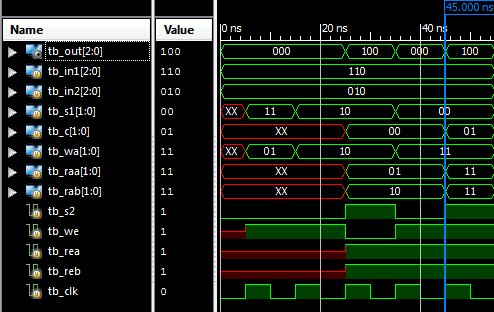 45.000 ns
Name Value 0 ns 20 ns 40 ns
tb_out[2:0] 100 000 100 000 100
tb_in1[2:0] 110 110
tb_in2[2:0] 010 010
tb_s1[1:0] 00 XX 11 10 00
tb_c[1:0] 01 XX 00 01
tb_wa[1:0] 11 XX 01 10 11
tb_raa[1:0] 11 XX 01 11
tb_rab[1:0] 11 XX 10 11
tb_s2 1
tb_we 1
tb_rea 1
tb_reb 1
tb_clk 0